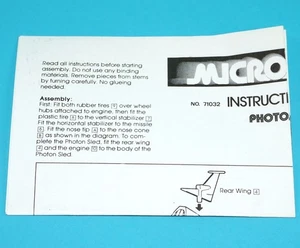 Read all instructions before starting
assembly. Do not use any binding
materials. Remove pieces from stems
by turning carefully. No glueing
needed.
MICRO
NO. 71032 INSTRUCTI
PHOTO
Assembly:
First: Fit both rubber tires over wheel
hubs attached to engine, then fit the
plastic tire to the vertical stabilizer
Fit the horizontal stabilizer to the missile
Fit the nose tip A to the nose cone
as shown in the diagram. To com-
plete the Photon Sled, fit the rear wing
and the engine to the body of the
Photon Sled.
Rear Wing 4